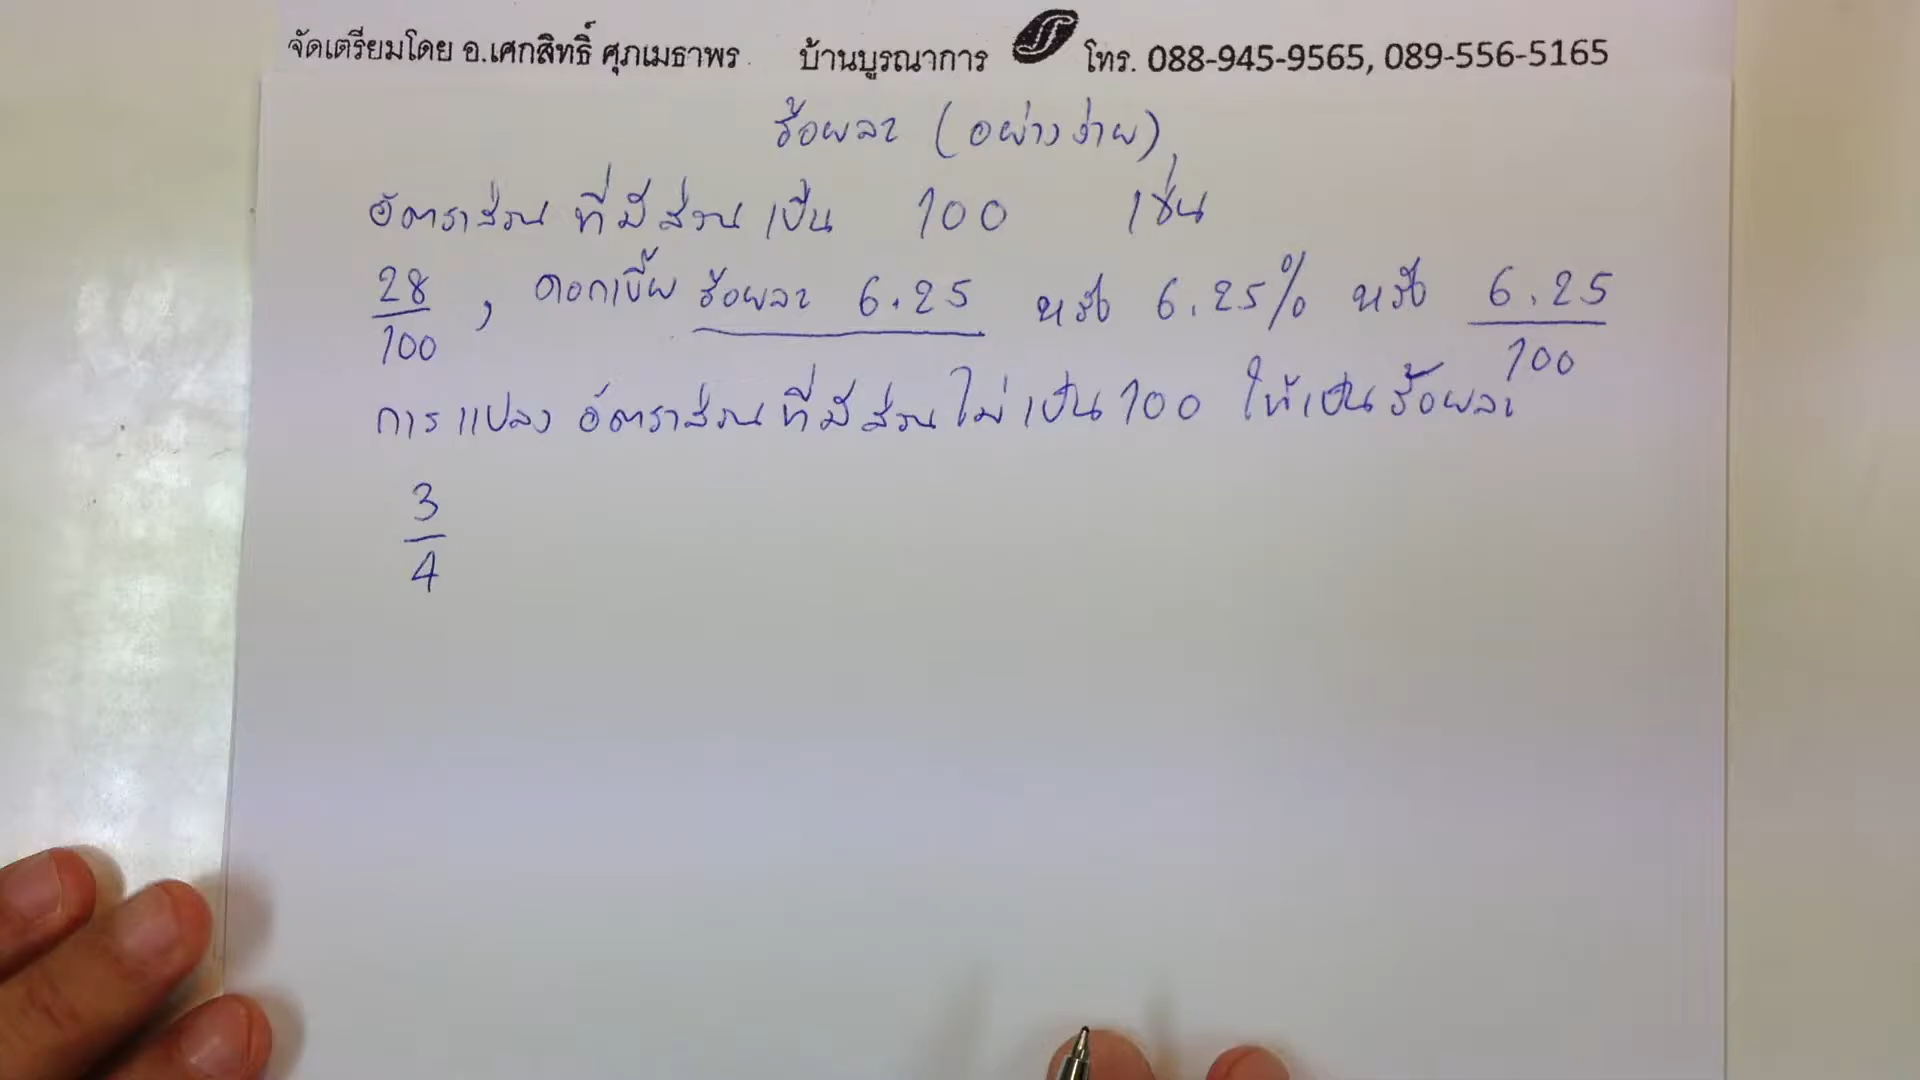 จัดเตรียมโดย อ.เศกสิทธิ์ ศุภเมธาพร บ้านบูรณาการ โทร. 088-945-9565, 089-556-5165
ร้อยละ (อย่างง่าย)
อัตราส่วนที่มีส่วนเป็น 100 เช่น
28/100 , ดอกเบี้ย ร้อยละ 6.25 หรือ 6.25% หรือ 6.25/100
การแปลง อัตราส่วนที่มีส่วนไม่เป็น 100 ให้เป็นร้อยละ
3/4